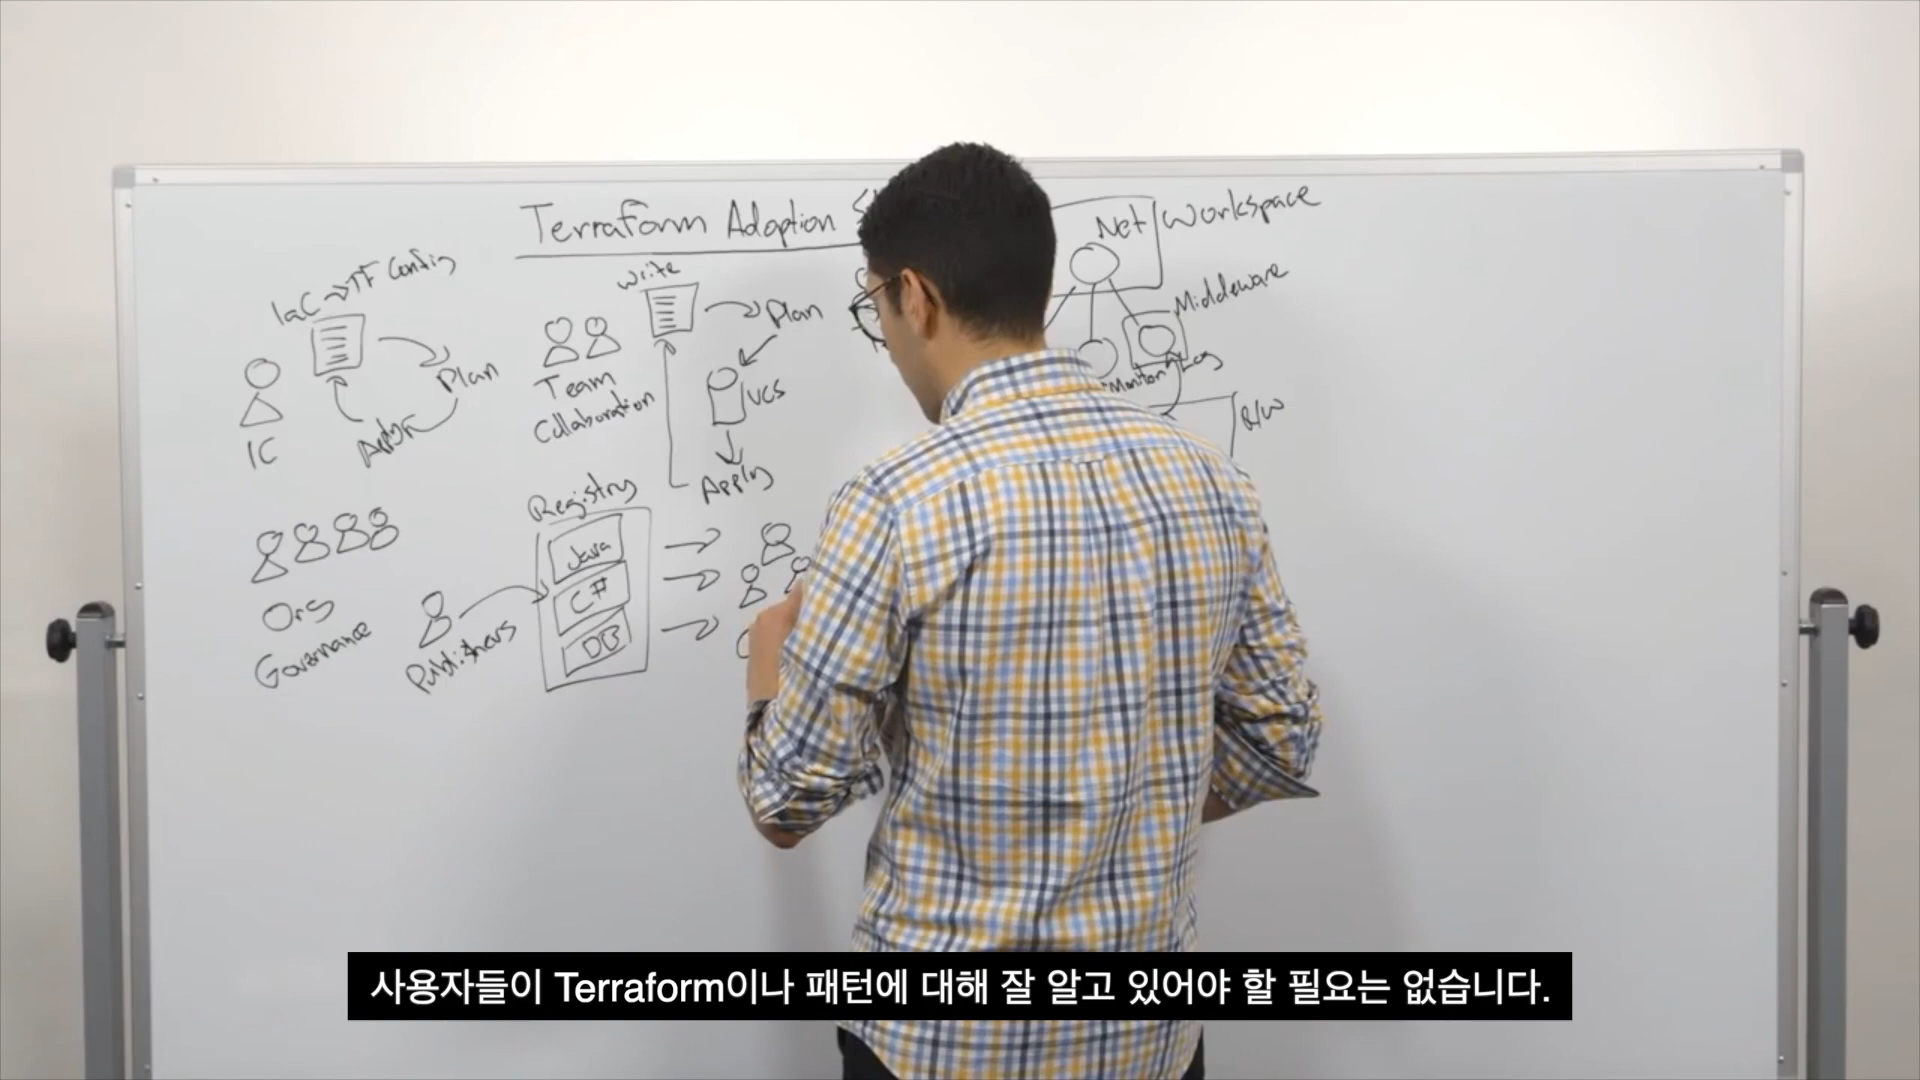 Terraform Adoption
IaC → TF Config
Plan
Apply
IC
write
Plan
VCS
Apply
Team
Collaboration
Net
Workspace
Middleware
Monitor
Log
R/W
Org
Governance
Publishers
Registry
Java
C#
DB
사용자들이 Terraform이나 패턴에 대해 잘 알고 있어야 할 필요는 없습니다.